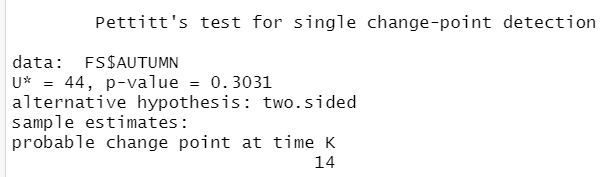 Pettitt's test for single change-point detection
data: FS$AUTUMN
U* = 44, p-value = 0.3031
alternative hypothesis: two.sided
sample estimates:
probable change point at time K
14